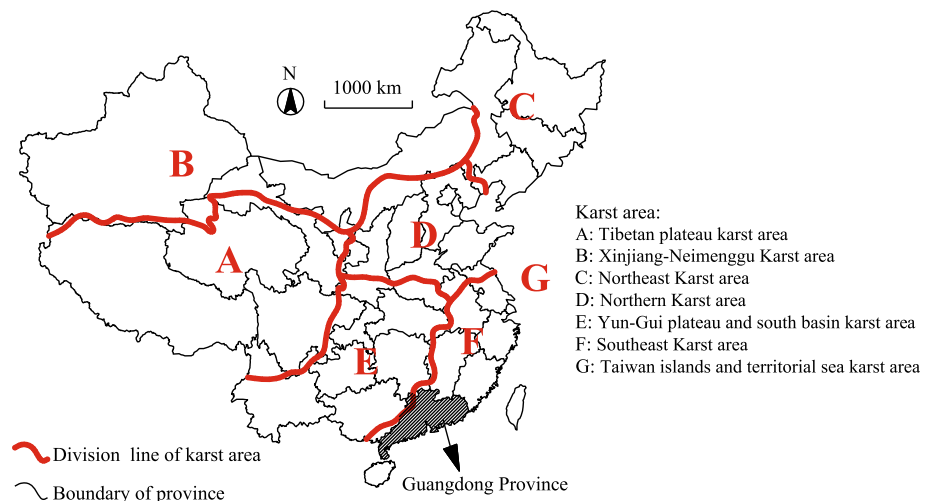 N
1000 km
C
B
Karst area:
A: Tibetan plateau karst area
D
B: Xinjiang-Neimenggu Karst area
A
G
C: Northeast Karst area
D: Northern Karst area
E: Yun-Gui plateau and south basin karst area
F
F: Southeast Karst area
E
G: Taiwan islands and territorial sea karst area
Division line of karst area
Guangdong Province
Boundary of province